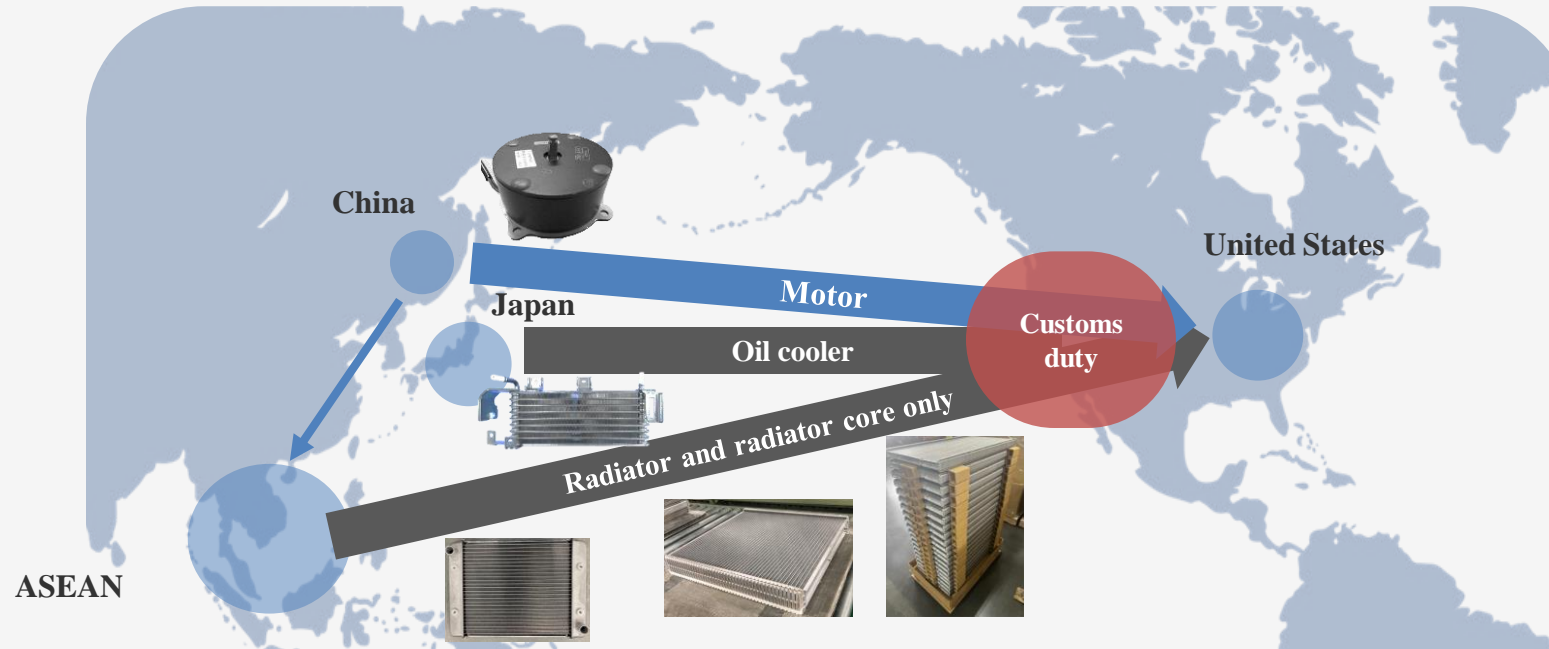 China
United States
Motor
Japan
Customs
duty
Oil cooler
Radiator and radiator core only
ASEAN